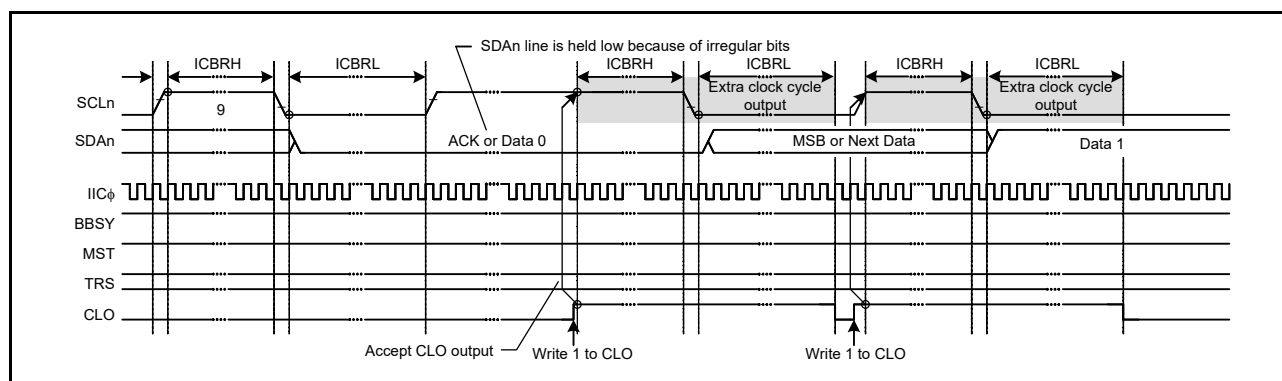 SDAn line is held low because of irregular bits
ICBRH ICBRL ICBRH ICBRL ICBRH ICBRL
SCLn 9 Extra clock cycle output Extra clock cycle output
SDAn ACK or Data 0 MSB or Next Data Data 1
IICϕ
BBSY
MST
TRS
CLO
Accept CLO output Write 1 to CLO Write 1 to CLO